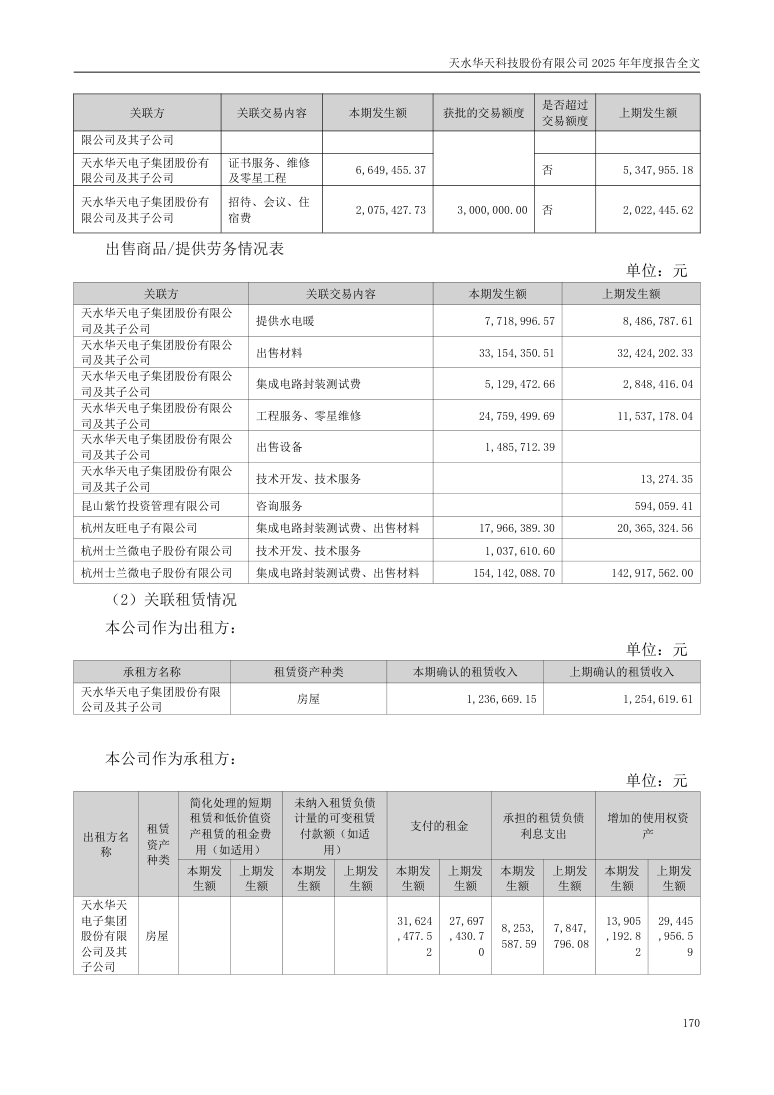 天水华天科技股份有限公司 2025 年年度报告全文
关联方 关联交易内容 本期发生额 获批的交易额度 是否超过交易额度 上期发生额
限公司及其子公司
天水华天电子集团股份有限公司及其子公司 证书服务、维修及零星工程 6,649,455.37 否 5,347,955.18
天水华天电子集团股份有限公司及其子公司 招待、会议、住宿费 2,075,427.73 3,000,000.00 否 2,022,445.62
出售商品/提供劳务情况表
单位：元
关联方 关联交易内容 本期发生额 上期发生额
天水华天电子集团股份有限公司及其子公司 提供水电暖 7,718,996.57 8,486,787.61
天水华天电子集团股份有限公司及其子公司 出售材料 33,154,350.51 32,424,202.33
天水华天电子集团股份有限公司及其子公司 集成电路封装测试费 5,129,472.66 2,848,416.04
天水华天电子集团股份有限公司及其子公司 工程服务、零星维修 24,759,499.69 11,537,178.04
天水华天电子集团股份有限公司及其子公司 出售设备 1,485,712.39
天水华天电子集团股份有限公司及其子公司 技术开发、技术服务 13,274.35
昆山紫竹投资管理有限公司 咨询服务 594,059.41
杭州友旺电子有限公司 集成电路封装测试费、出售材料 17,966,389.30 20,365,324.56
杭州士兰微电子股份有限公司 技术开发、技术服务 1,037,610.60
杭州士兰微电子股份有限公司 集成电路封装测试费、出售材料 154,142,088.70 142,917,562.00
（2）关联租赁情况
本公司作为出租方：
单位：元
承租方名称 租赁资产种类 本期确认的租赁收入 上期确认的租赁收入
天水华天电子集团股份有限公司及其子公司 房屋 1,236,669.15 1,254,619.61
本公司作为承租方：
单位：元
出租方名称 租赁资产种类 简化处理的短期租赁和低价值资产租赁的租金费用（如适用） 未纳入租赁负债计量的可变租赁付款额（如适用） 支付的租金 承担的租赁负债利息支出 增加的使用权资产
本期发生额 上期发生额 本期发生额 上期发生额 本期发生额 上期发生额 本期发生额 上期发生额 本期发生额 上期发生额
天水华天电子集团股份有限公司及其子公司 房屋 31,624,477.52 27,697,430.70 8,253,587.59 7,847,796.08 13,905,192.82 29,445,956.59
170